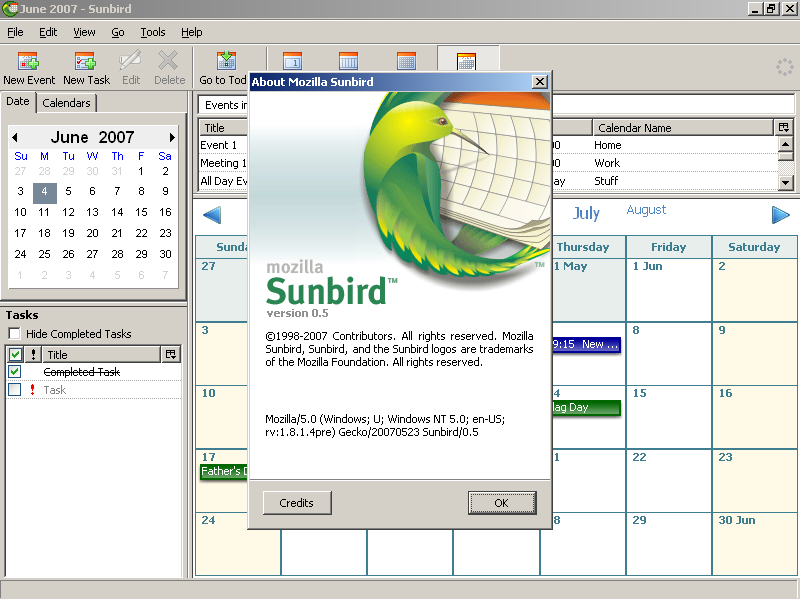 June 2007 - Sunbird
File Edit View Go Tools Help
New Event New Task Edit Delete Go to Tod
Date Calendars
June 2007
Su M Tu W Th F Sa
27 28 29 30 31 1 2
3 4 5 6 7 8 9
10 11 12 13 14 15 16
17 18 19 20 21 22 23
24 25 26 27 28 29 30
1 2 3 4 5 6 7
Tasks
Hide Completed Tasks
! Title
Completed Task
! Task
Events in
Title Calendar Name
Event 1 Home
Meeting 1 Work
All Day Ev ay Stuff
July August
Sunda Thursday Friday Saturday
27 1 May 1 Jun 2
3 8 9
9:15 New ...
10 4 15 16
lag Day
17 1 22 23
Father's D
24 8 29 30 Jun
About Mozilla Sunbird
mozilla
Sunbird™
version 0.5
©1998-2007 Contributors. All rights reserved. Mozilla
Sunbird, Sunbird, and the Sunbird logos are trademarks
of the Mozilla Foundation. All rights reserved.
Mozilla/5.0 (Windows; U; Windows NT 5.0; en-US;
rv:1.8.1.4pre) Gecko/20070523 Sunbird/0.5
Credits OK